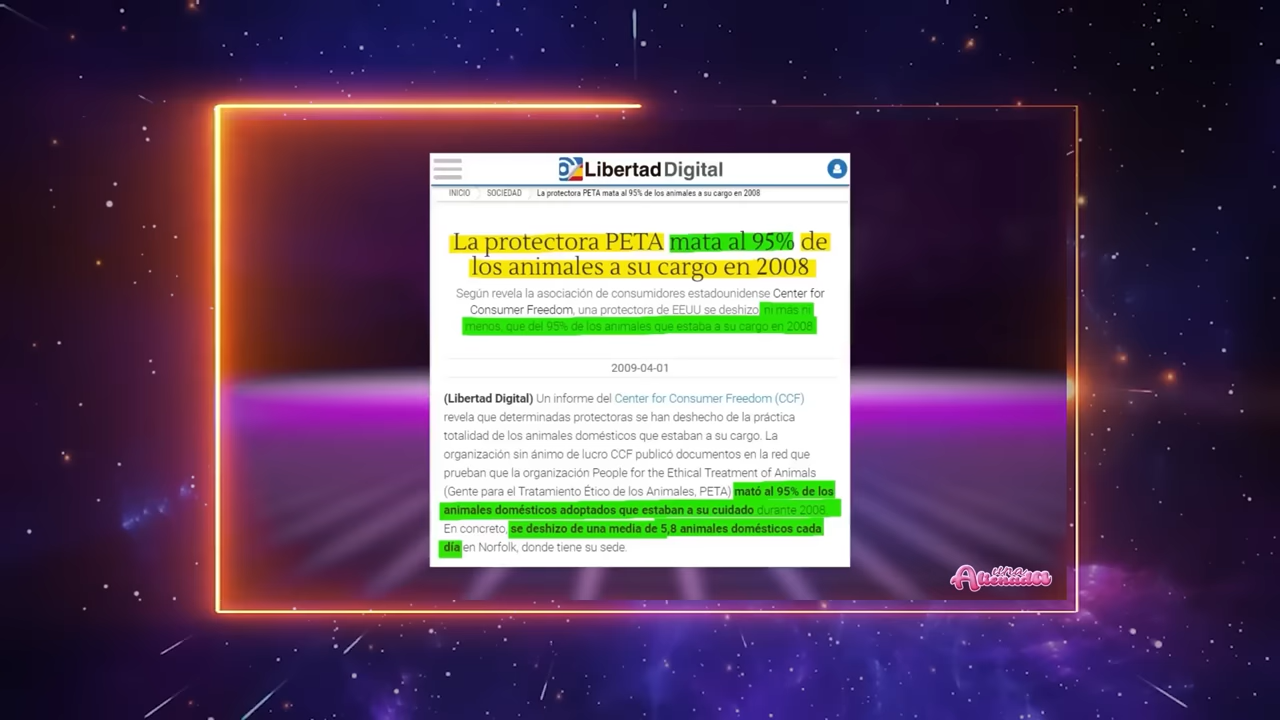 Libertad Digital
INICIO SOCIEDAD La protectora PETA mata al 95% de los animales a su cargo en 2008
La protectora PETA mata al 95% de
los animales a su cargo en 2008
Según revela la asociación de consumidores estadounidense Center for
Consumer Freedom, una protectora de EEUU se deshizo ni más ni
menos, que del 95% de los animales que estaba a su cargo en 2008.
2009-04-01
(Libertad Digital) Un informe del Center for Consumer Freedom (CCF)
revela que determinadas protectoras se han deshecho de la práctica
totalidad de los animales domésticos que estaban a su cargo. La
organización sin ánimo de lucro CCF publicó documentos en la red que
prueban que la organización People for the Ethical Treatment of Animals
(Gente para el Tratamiento Ético de los Animales, PETA) mató al 95% de los
animales domésticos adoptados que estaban a su cuidado durante 2008.
En concreto, se deshizo de una media de 5,8 animales domésticos cada
día en Norfolk, donde tiene su sede.